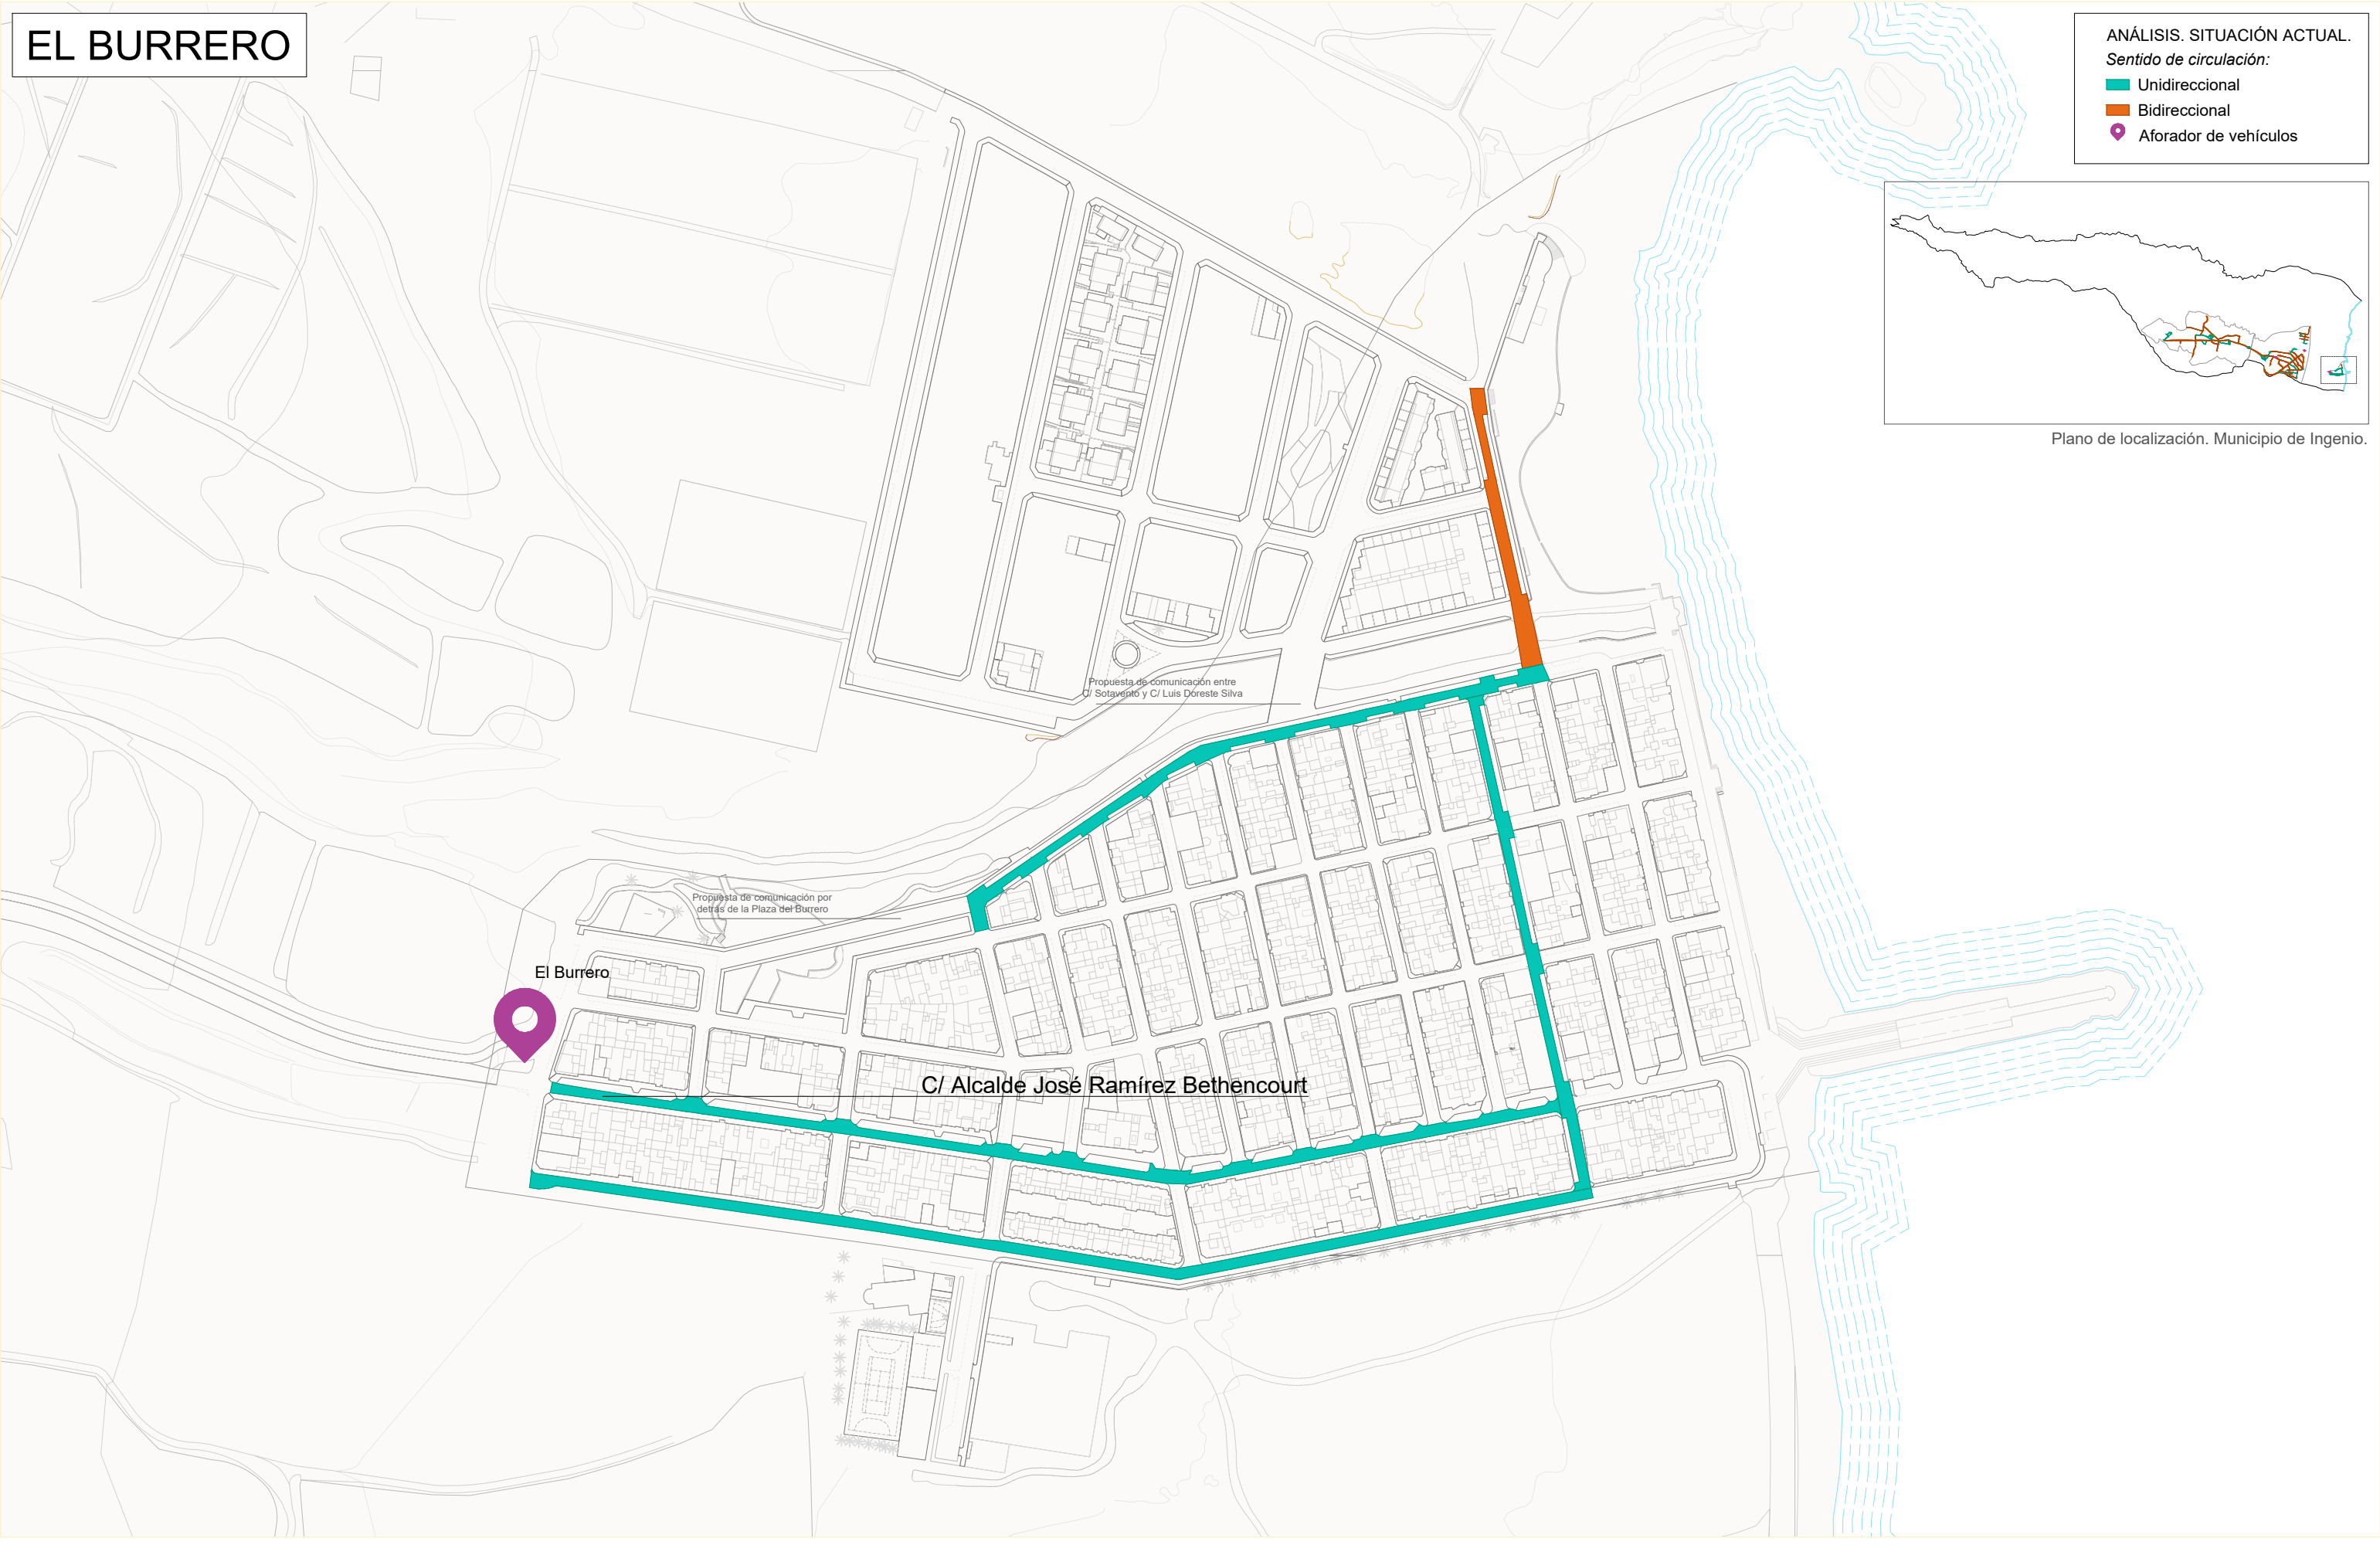 EL BURRERO
ANÁLISIS. SITUACIÓN ACTUAL.
Sentido de circulación:
Unidireccional
Bidireccional
Aforador de vehículos
Plano de localización. Municipio de Ingenio.
Propuesta de comunicación entre
C/ Sotavento y C/ Luis Doreste Silva
Propuesta de comunicación por
detrás de la Plaza del Burrero
El Burrero
C/ Alcalde José Ramírez Bethencourt